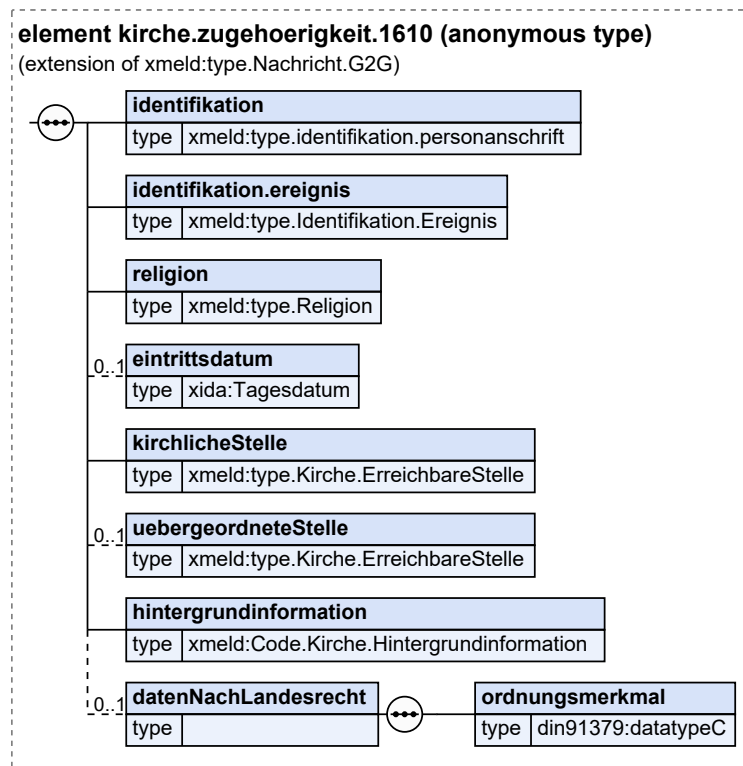 element kirche.zugehoerigkeit.1610 (anonymous type)
(extension of xmeld:type.Nachricht.G2G)
identifikation
type xmeld:type.identifikation.personanschrift
identifikation.ereignis
type xmeld:type.Identifikation.Ereignis
religion
type xmeld:type.Religion
0..1 eintrittsdatum
type xida:Tagesdatum
kirchlicheStelle
type xmeld:type.Kirche.ErreichbareStelle
0..1 uebergeordneteStelle
type xmeld:type.Kirche.ErreichbareStelle
hintergrundinformation
type xmeld:Code.Kirche.Hintergrundinformation
0..1 datenNachLandesrecht ordnungsmerkmal
type type din91379:datatypeC